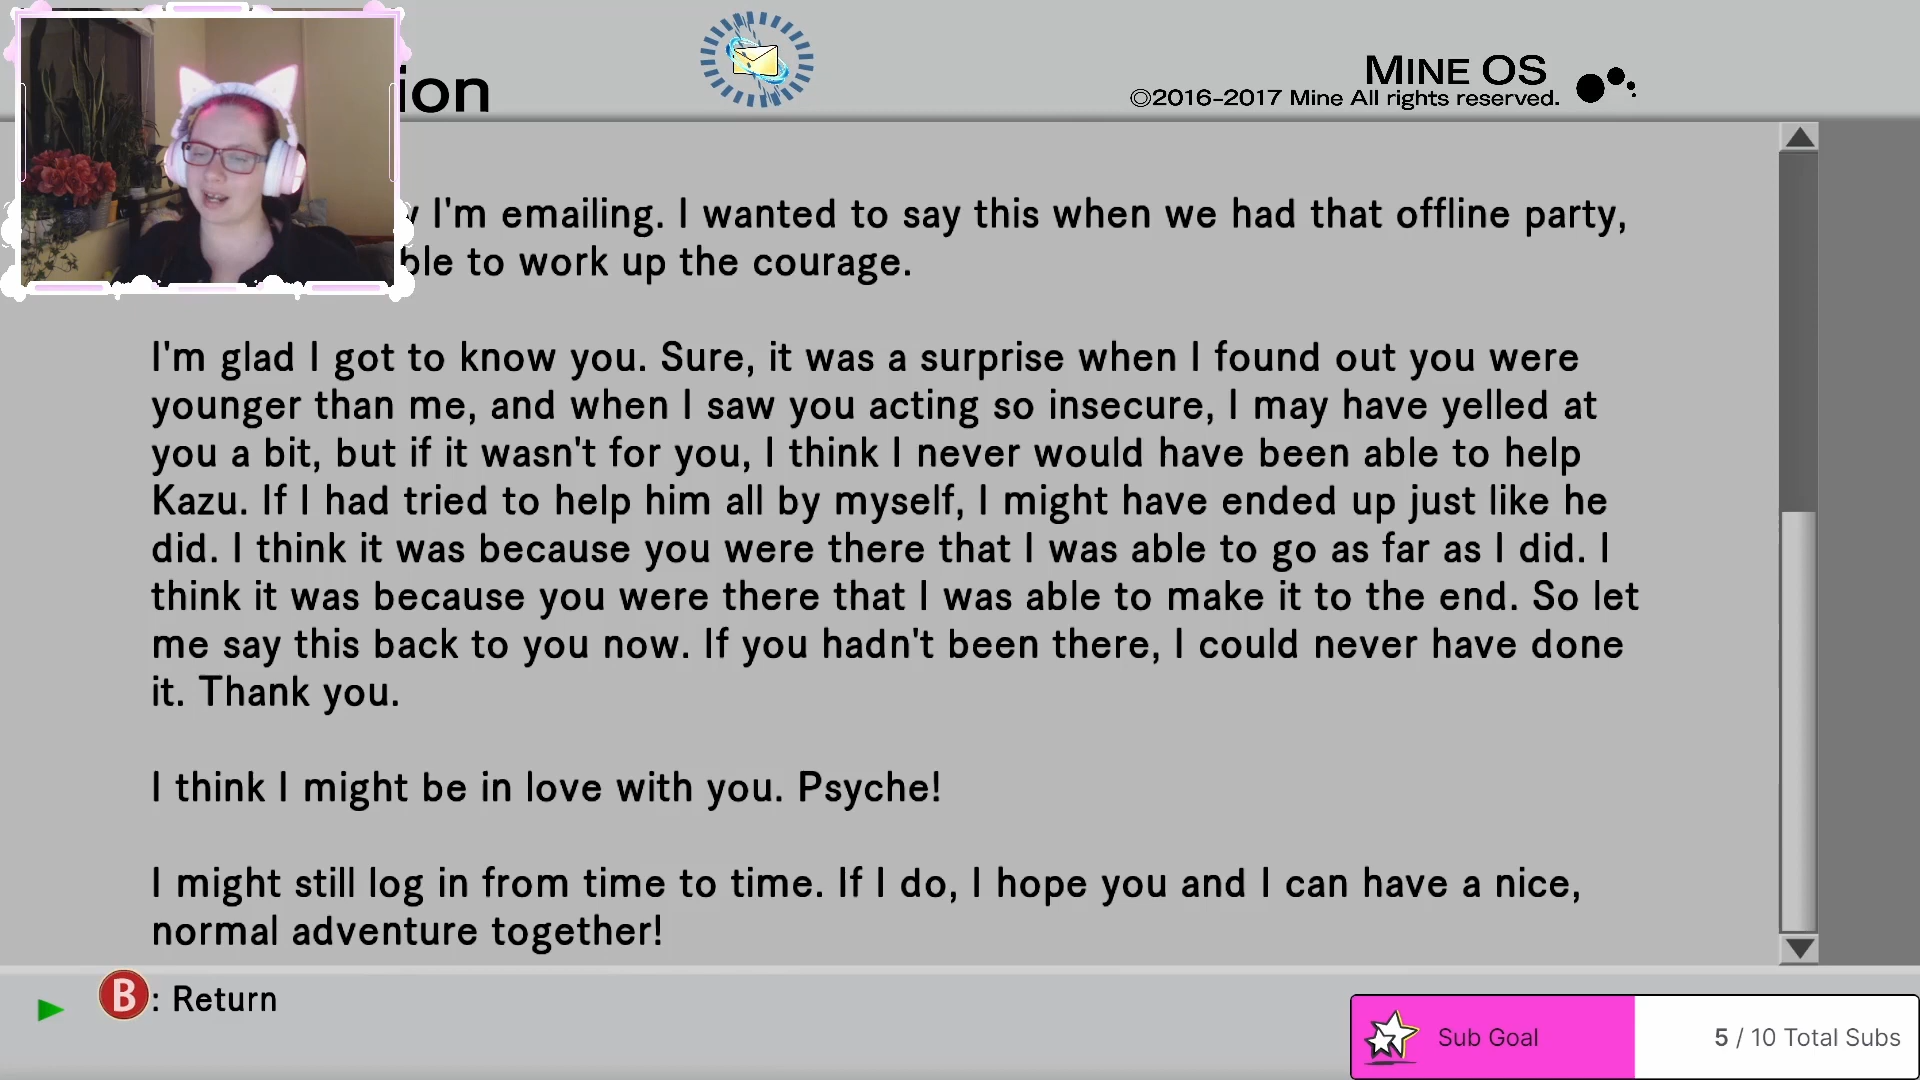 ion
MINE OS
©2016-2017 Mine All rights reserved.
I'm emailing. I wanted to say this when we had that offline party,
ble to work up the courage.
I'm glad I got to know you. Sure, it was a surprise when I found out you were
younger than me, and when I saw you acting so insecure, I may have yelled at
you a bit, but if it wasn't for you, I think I never would have been able to help
Kazu. If I had tried to help him all by myself, I might have ended up just like he
did. I think it was because you were there that I was able to go as far as I did. I
think it was because you were there that I was able to make it to the end. So let
me say this back to you now. If you hadn't been there, I could never have done
it. Thank you.
I think I might be in love with you. Psyche!
I might still log in from time to time. If I do, I hope you and I can have a nice,
normal adventure together!
B: Return
Sub Goal
5 / 10 Total Subs